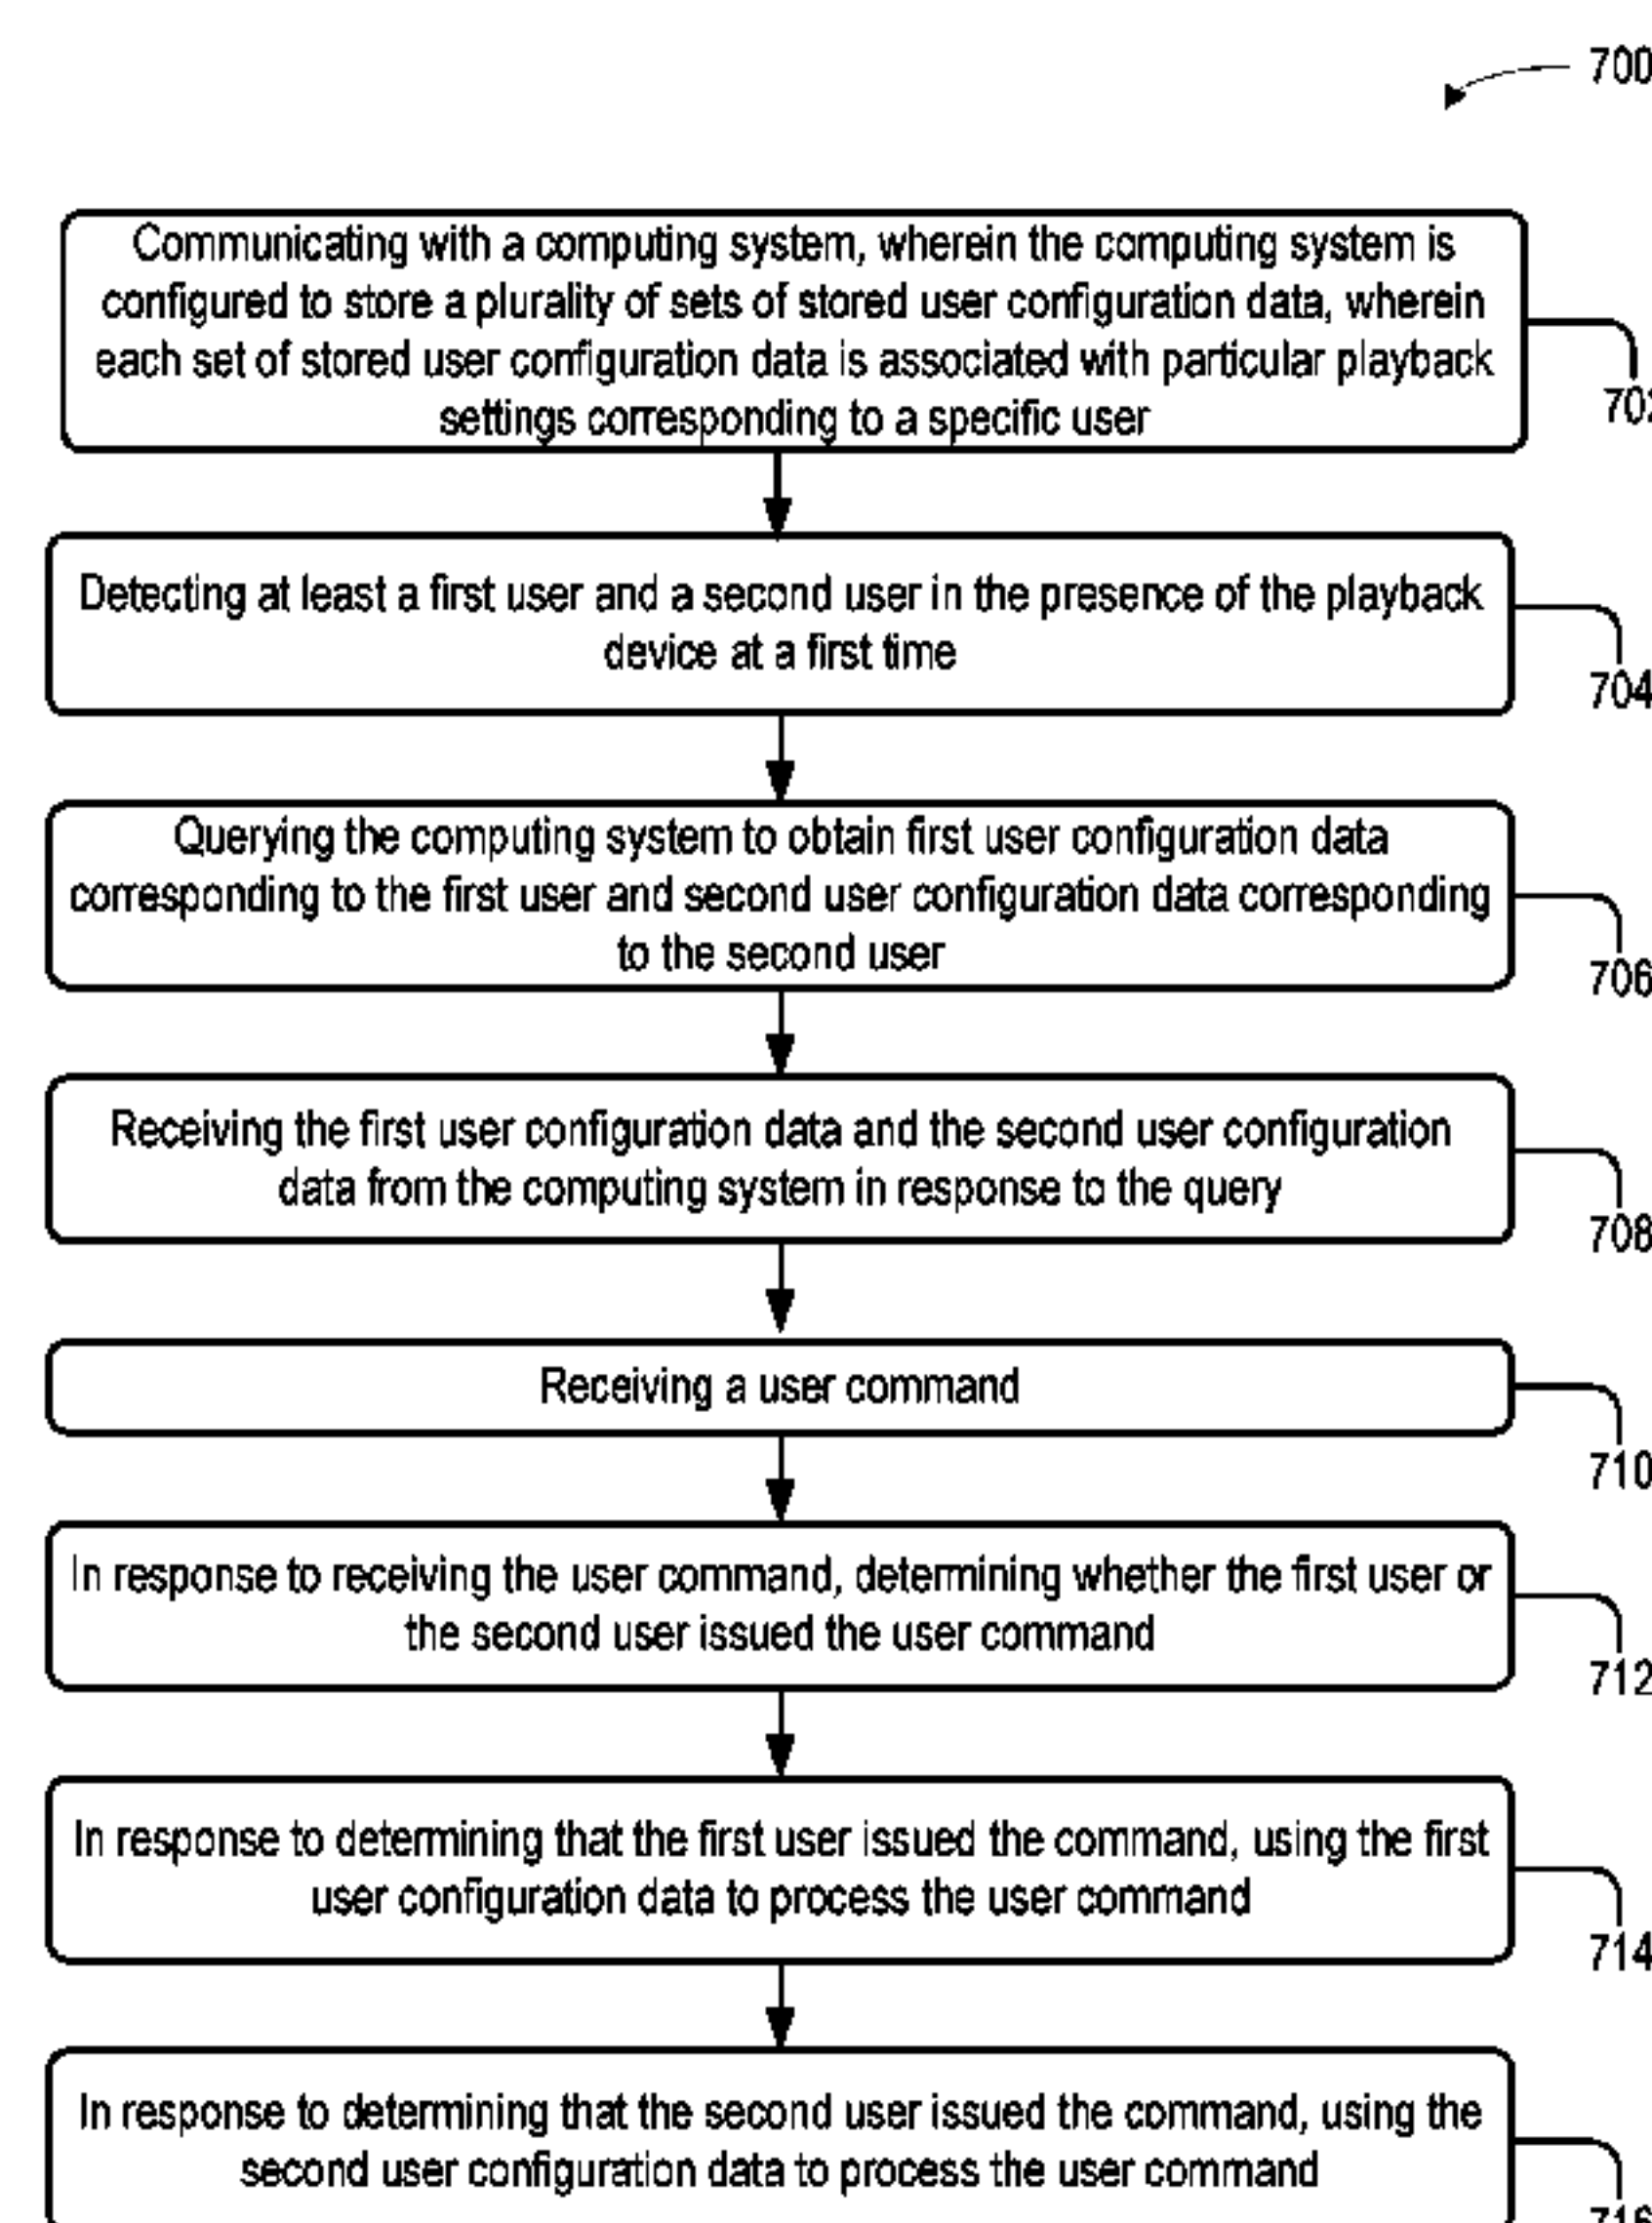 700
Communicating with a computing system, wherein the computing system is
configured to store a plurality of sets of stored user configuration data, wherein
each set of stored user configuration data is associated with particular playback
settings corresponding to a specific user
702
Detecting at least a first user and a second user in the presence of the playback
device at a first time
704
Querying the computing system to obtain first user configuration data
corresponding to the first user and second user configuration data corresponding
to the second user
706
Receiving the first user configuration data and the second user configuration
data from the computing system in response to the query
708
Receiving a user command
710
In response to receiving the user command, determining whether the first user or
the second user issued the user command
712
In response to determining that the first user issued the command, using the first
user configuration data to process the user command
714
In response to determining that the second user issued the command, using the
second user configuration data to process the user command
716